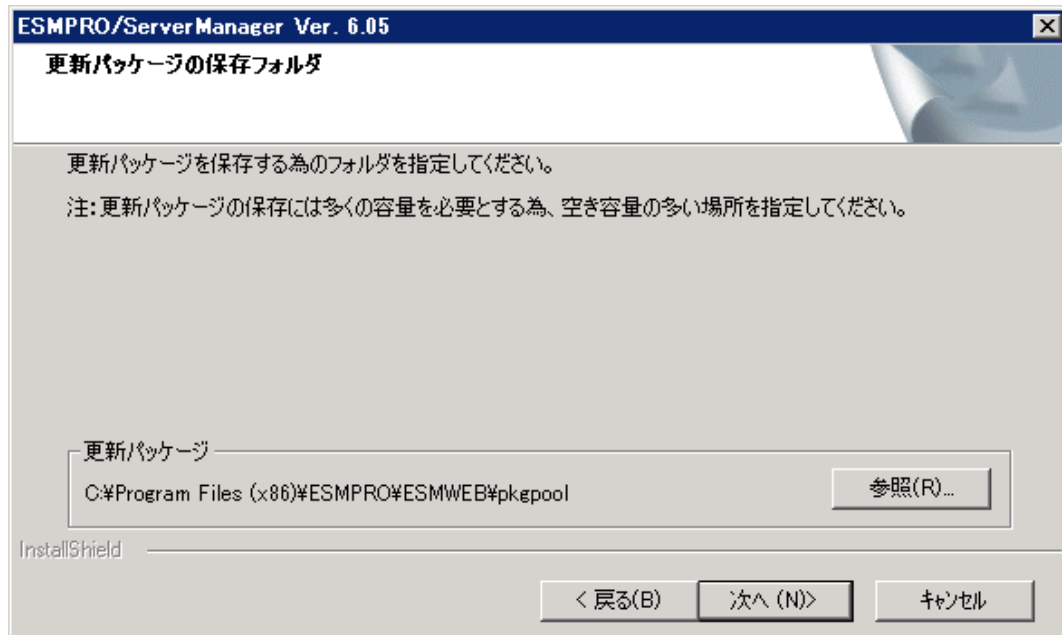 ESMPRO/ServerManager Ver. 6.05
更新パッケージの保存フォルダ
更新パッケージを保存する為のフォルダを指定してください。
注:更新パッケージの保存には多くの容量を必要とする為、空き容量の多い場所を指定してください。
更新パッケージ
C:¥Program Files (x86)¥ESMPRO¥ESMWEB¥pkgpool
参照(R)...
InstallShield
< 戻る(B)
次へ (N)>
キャンセル